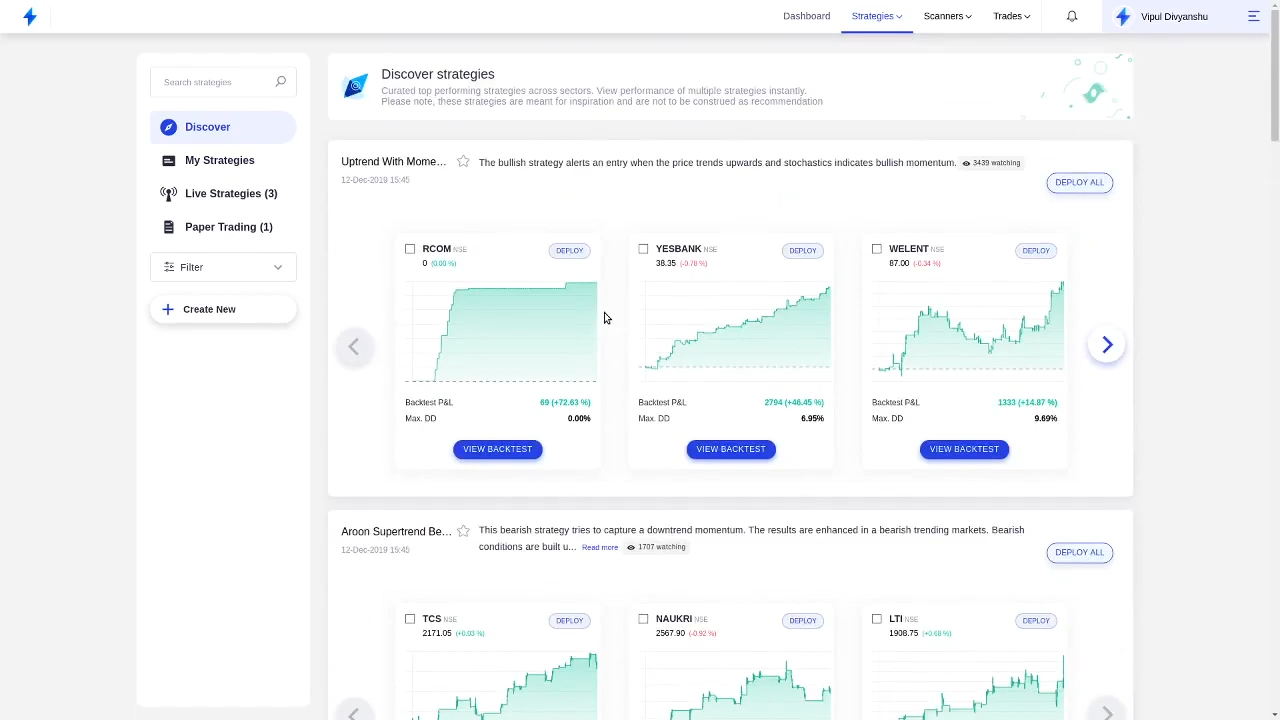 Dashboard
Strategies
Scanners
Trades
Vipul Divyanshu
Search strategies
Discover
My Strategies
Live Strategies (3)
Paper Trading (1)
Filter
Create New
Discover strategies
Curated top performing strategies across sectors. View performance of multiple strategies instantly.
Please note, these strategies are meant for inspiration and are not to be construed as recommendation
Uptrend With Mome...
The bullish strategy alerts an entry when the price trends upwards and stochastics indicates bullish momentum. 3439 watching
12-Dec-2019 15:45
DEPLOY ALL
RCOM NSE
DEPLOY
0 (0.00 %)
Backtest P&L 69 (+72.63 %)
Max. DD 0.00%
VIEW BACKTEST
YESBANK NSE
DEPLOY
38.35 (-0.78 %)
Backtest P&L 2794 (+46.45 %)
Max. DD 6.95%
VIEW BACKTEST
WELENT NSE
DEPLOY
87.00 (-0.34 %)
Backtest P&L 1333 (+14.87 %)
Max. DD 9.69%
VIEW BACKTEST
Aroon Supertrend Be...
This bearish strategy tries to capture a downtrend momentum. The results are enhanced in a bearish trending markets. Bearish
conditions are built u... Read more 1707 watching
12-Dec-2019 15:45
DEPLOY ALL
TCS NSE
DEPLOY
2171.05 (+0.03 %)
NAUKRI NSE
DEPLOY
2567.90 (-0.92 %)
LTI NSE
DEPLOY
1908.75 (+0.68 %)